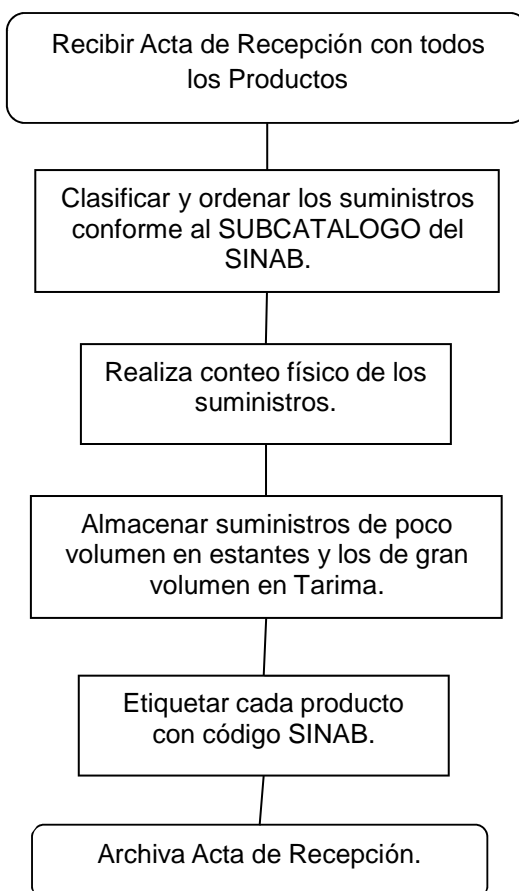 Recibir Acta de Recepción con todos
los Productos
Clasificar y ordenar los suministros
conforme al SUBCATALOGO del
SINAB.
Realiza conteo físico de los
suministros.
Almacenar suministros de poco
volumen en estantes y los de gran
volumen en Tarima.
Etiquetar cada producto
con código SINAB.
Archiva Acta de Recepción.